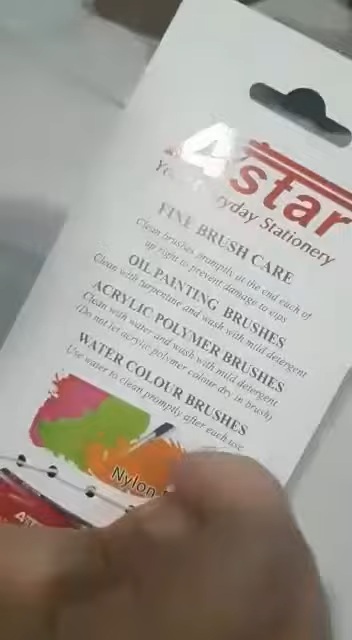 4star
Your Everyday Stationery
FINE BRUSH CARE
Clean brushes promptly at the end each of
up right to prevent damage to tips
OIL PAINTING BRUSHES
Clean with turpentine and wash with mild detergent
ACRYLIC POLYMER BRUSHES
Clean with water and wash with mild detergent
(Do not let acrylic polymer colour dry in brush)
WATER COLOUR BRUSHES
Use water to clean promptly after each use
Nylon